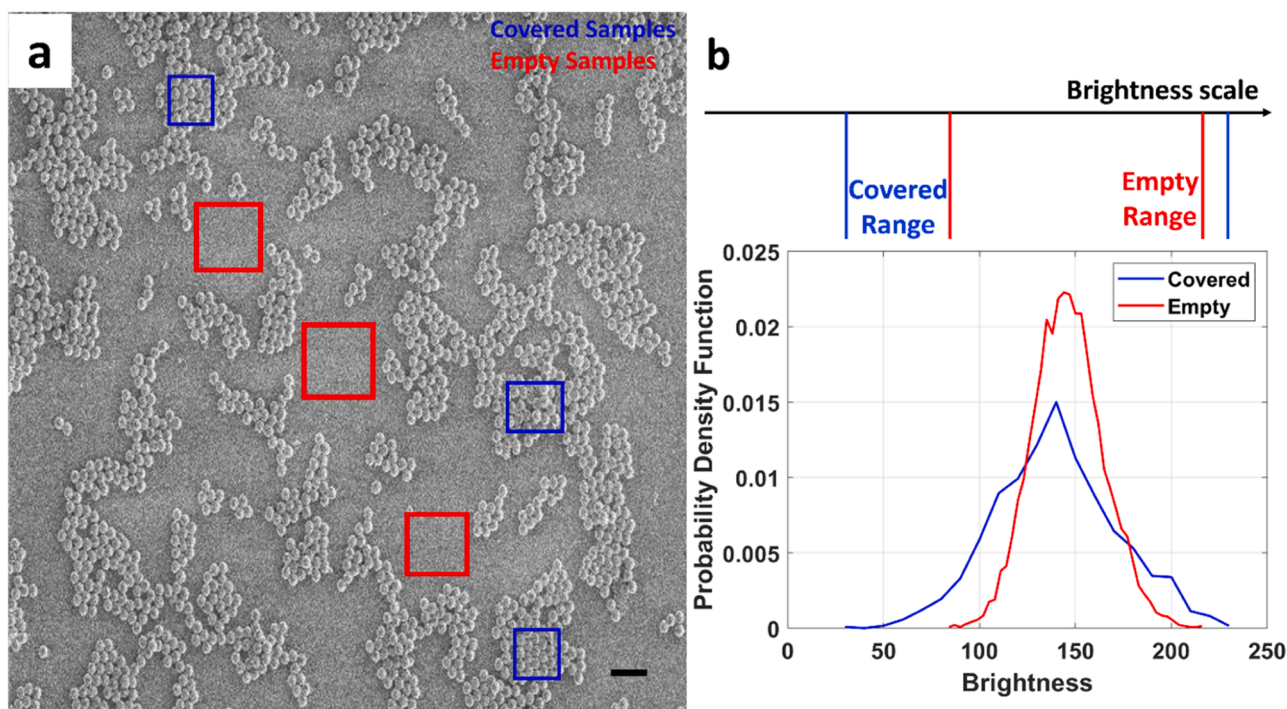 a
Covered Samples
Empty Samples
b
Brightness scale
Covered
Range
Empty
Range
0.025
0.02
0.015
0.01
0.005
0
Probability Density Function
Covered
Empty
0 50 100 150 200 250
Brightness